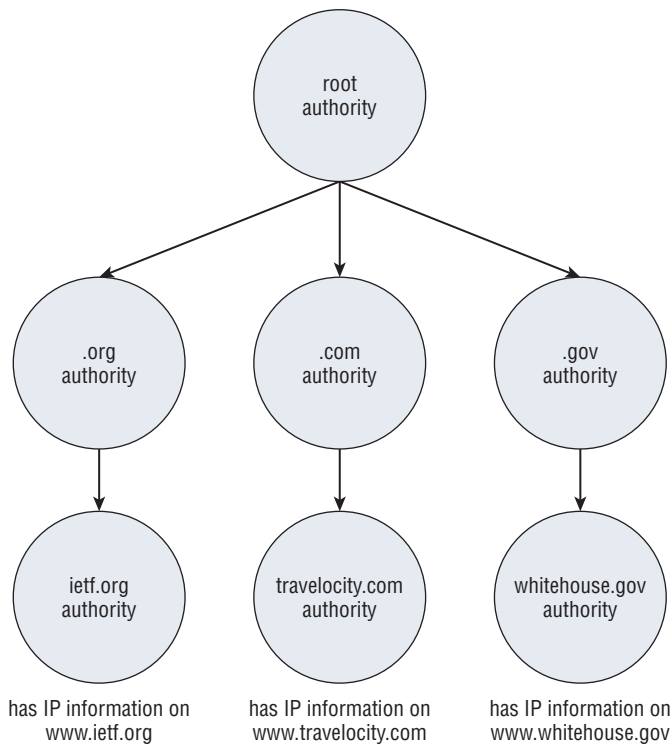 root
authority
.org
authority
.com
authority
.gov
authority
ietf.org
authority
travelocity.com
authority
whitehouse.gov
authority
has IP information on
www.ietf.org
has IP information on
www.travelocity.com
has IP information on
www.whitehouse.gov